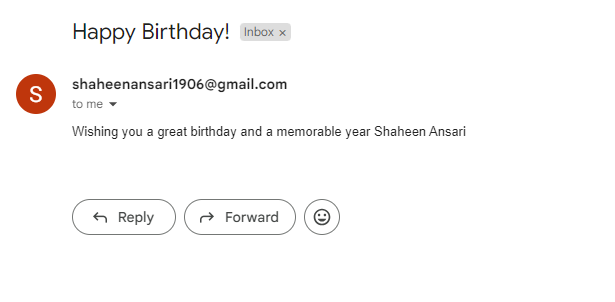 Happy Birthday! Inbox ×
S
shaheenansari1906@gmail.com
to me
Wishing you a great birthday and a memorable year Shaheen Ansari
Reply Forward